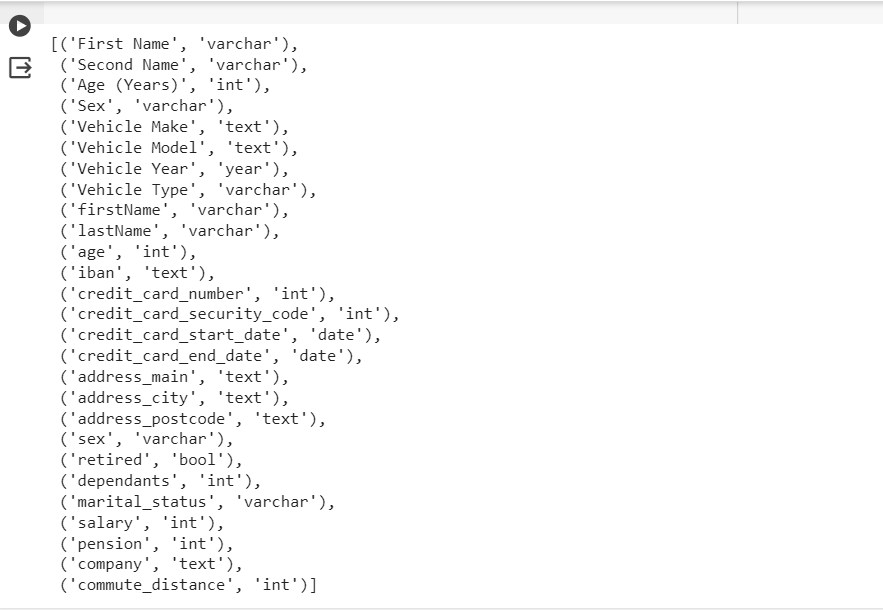 [('First Name', 'varchar'),
('Second Name', 'varchar'),
('Age (Years)', 'int'),
('Sex', 'varchar'),
('Vehicle Make', 'text'),
('Vehicle Model', 'text'),
('Vehicle Year', 'year'),
('Vehicle Type', 'varchar'),
('firstName', 'varchar'),
('lastName', 'varchar'),
('age', 'int'),
('iban', 'text'),
('credit_card_number', 'int'),
('credit_card_security_code', 'int'),
('credit_card_start_date', 'date'),
('credit_card_end_date', 'date'),
('address_main', 'text'),
('address_city', 'text'),
('address_postcode', 'text'),
('sex', 'varchar'),
('retired', 'bool'),
('dependants', 'int'),
('marital_status', 'varchar'),
('salary', 'int'),
('pension', 'int'),
('company', 'text'),
('commute_distance', 'int')]